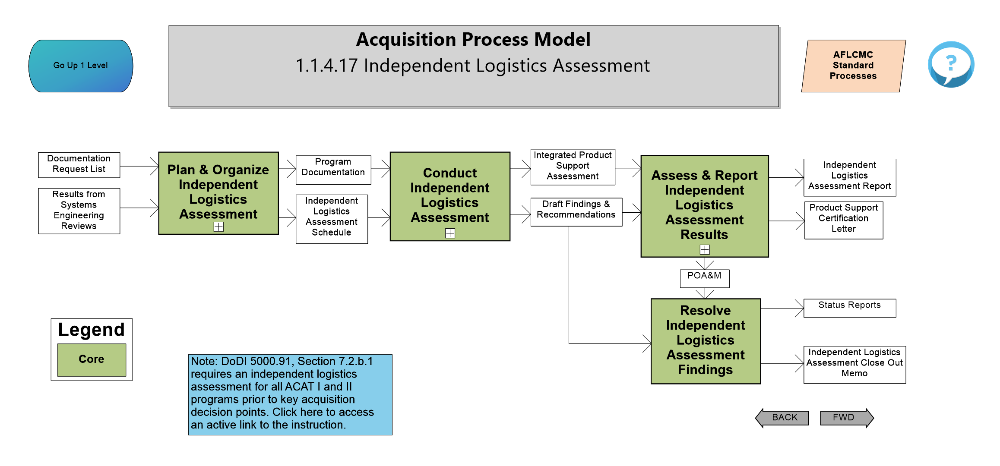 Acquisition Process Model
1.1.4.17 Independent Logistics Assessment
Go Up 1 Level
AFLCMC
Standard
Processes
?
Documentation
Request List
Results from
Systems
Engineering
Reviews
Plan & Organize
Independent
Logistics
Assessment
Program
Documentation
Independent
Logistics
Assessment
Schedule
Conduct
Independent
Logistics
Assessment
Integrated Product
Support
Assessment
Draft Findings &
Recommendations
Assess & Report
Independent
Logistics
Assessment
Results
Independent
Logistics
Assessment Report
Product Support
Certification
Letter
POA&M
Resolve
Independent
Logistics
Assessment
Findings
Status Reports
Independent Logistics
Assessment Close Out
Memo
Legend
Core
Note: DoDI 5000.91, Section 7.2.b.1
requires an independent logistics
assessment for all ACAT I and II
programs prior to key acquisition
decision points. Click here to access
an active link to the instruction.
BACK
FWD